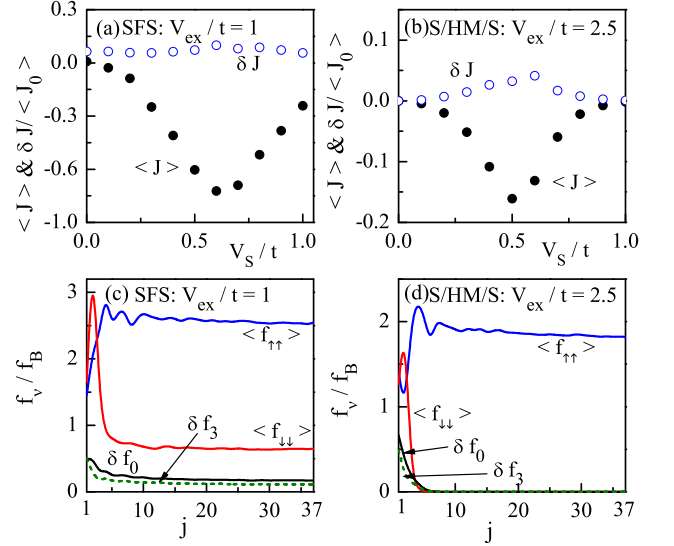 (a) SFS: V_ex / t = 1
< J > & δ J / < J_0 >
0.3
0.0
-0.3
-0.6
-1.0
δ J
< J >
0.0
0.5
1.0
V_S / t
(b) S/HM/S: V_ex / t = 2.5
< J > & δ J / < J_0 >
0.1
0.0
-0.1
-0.2
δ J
< J >
0.0
0.5
1.0
V_S / t
(c) SFS: V_ex / t = 1
f_ν / f_B
3
2
1
0
< f_↑↑ >
< f_↓↓ >
δ f_3
δ f_0
1
10
20
30
37
j
(d) S/HM/S: V_ex / t = 2.5
f_ν / f_B
2
1
0
< f_↑↑ >
< f_↓↓ >
δ f_0
δ f_3
1
10
20
30
37
j